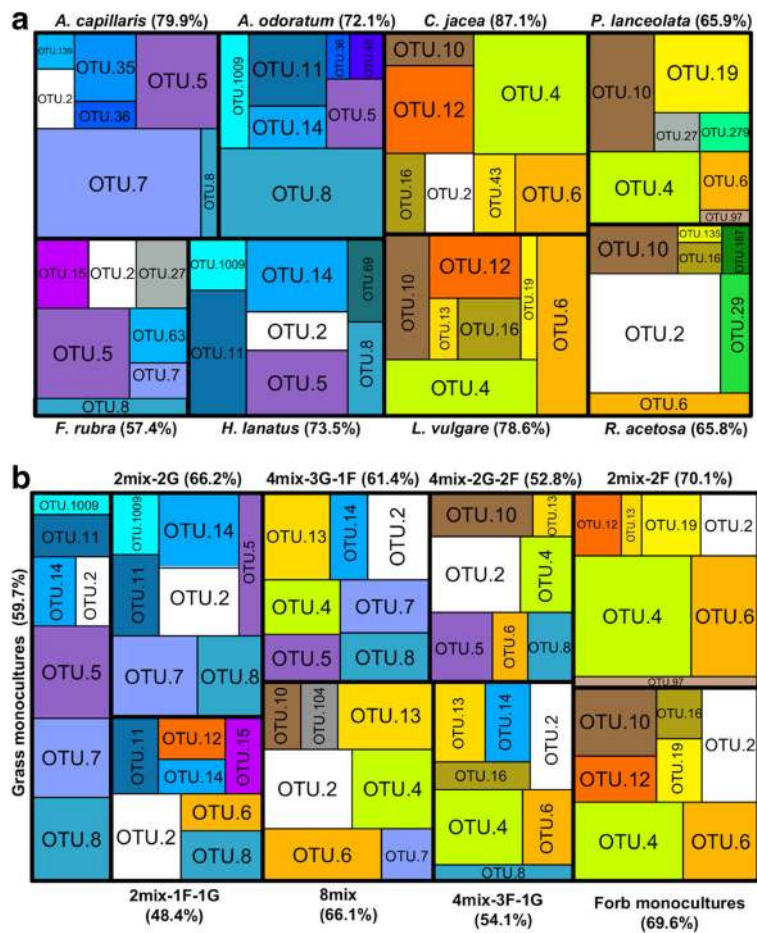 a
A. capillaris (79.9%) A. odoratum (72.1%) C. jacea (87.1%) P. lanceolata (65.9%)
OTU.139 OTU.35 OTU.5
OTU.2 OTU.36
OTU.7 OTU.8
OTU.1009 OTU.11 OTU.36 OTU.48
OTU.14 OTU.5
OTU.8
OTU.10 OTU.4
OTU.12
OTU.16 OTU.2 OTU.43 OTU.6
OTU.10 OTU.19
OTU.27 OTU.279
OTU.4 OTU.6
OTU.97
OTU.15 OTU.2 OTU.27
OTU.5 OTU.63
OTU.7
OTU.8
OTU.1009 OTU.14 OTU.69
OTU.11 OTU.2 OTU.8
OTU.5
OTU.10 OTU.12 OTU.19 OTU.6
OTU.13 OTU.16
OTU.4
OTU.10 OTU.135 OTU.187
OTU.16
OTU.2 OTU.29
OTU.6
F. rubra (57.4%) H. lanatus (73.5%) L. vulgare (78.6%) R. acetosa (65.8%)
b
2mix-2G (66.2%) 4mix-3G-1F (61.4%) 4mix-2G-2F (52.8%) 2mix-2F (70.1%)
Grass monocultures (59.7%)
OTU.1009
OTU.11
OTU.14 OTU.2
OTU.5
OTU.7
OTU.8
OTU.1009 OTU.14 OTU.5
OTU.11 OTU.2
OTU.7 OTU.8
OTU.13 OTU.14 OTU.2
OTU.4 OTU.7
OTU.5 OTU.8
OTU.10 OTU.13
OTU.2 OTU.4
OTU.5 OTU.6 OTU.8
OTU.12 OTU.13 OTU.19 OTU.2
OTU.4 OTU.6
OTU.97
OTU.11 OTU.12 OTU.15
OTU.14
OTU.2 OTU.6
OTU.8
OTU.10 OTU.104 OTU.13
OTU.2 OTU.4
OTU.6 OTU.7
OTU.13 OTU.14 OTU.2
OTU.16
OTU.4 OTU.6
OTU.8
OTU.10 OTU.16 OTU.2
OTU.12 OTU.19
OTU.4 OTU.6
2mix-1F-1G
(48.4%)
8mix
(66.1%)
4mix-3F-1G
(54.1%)
Forb monocultures
(69.6%)